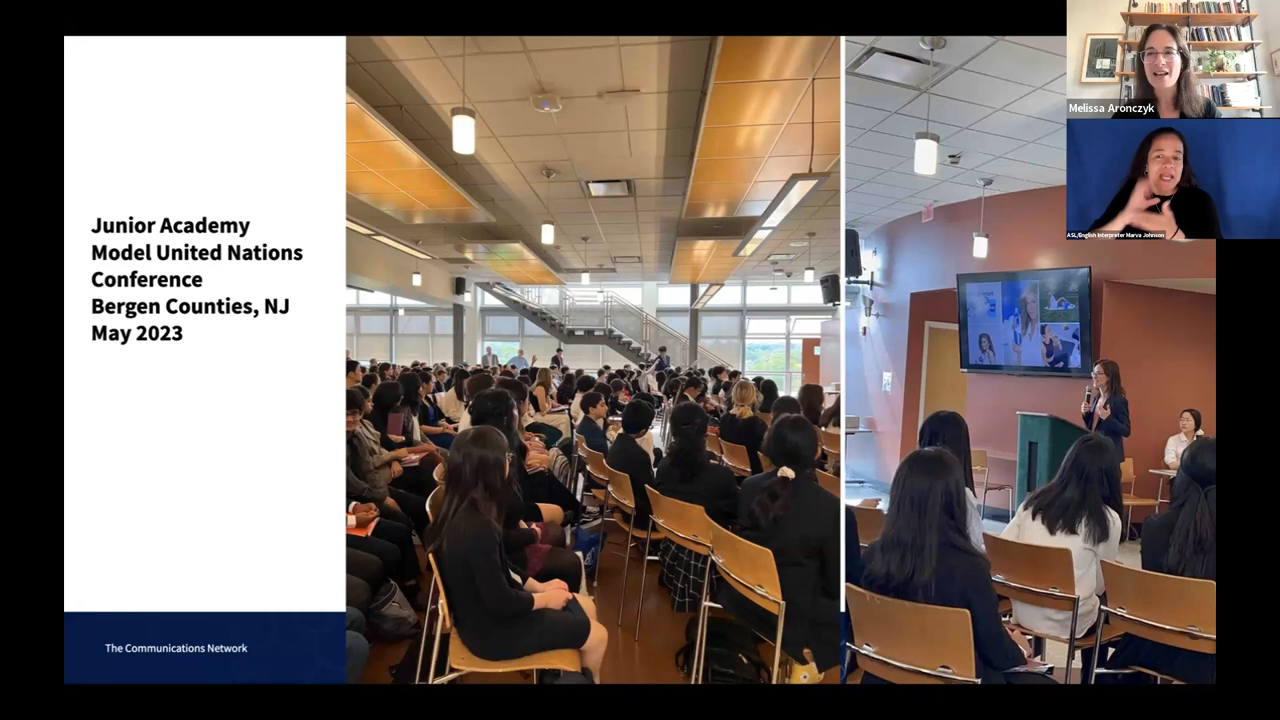 Junior Academy
Model United Nations
Conference
Bergen Counties, NJ
May 2023
The Communications Network
Melissa Aronczyk
ASL/English Interpreter Marva Johnson